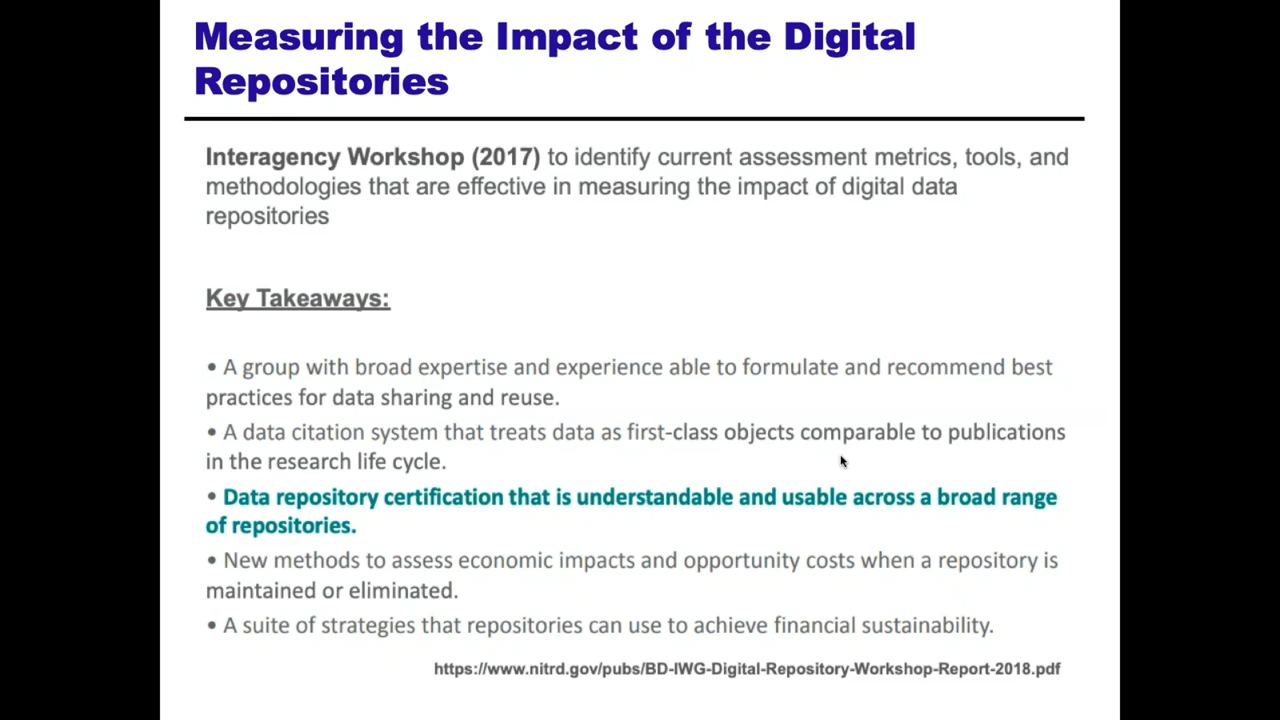 Measuring the Impact of the Digital
Repositories
Interagency Workshop (2017) to identify current assessment metrics, tools, and
methodologies that are effective in measuring the impact of digital data
repositories
Key Takeaways:
• A group with broad expertise and experience able to formulate and recommend best
practices for data sharing and reuse.
• A data citation system that treats data as first-class objects comparable to publications
in the research life cycle.
• Data repository certification that is understandable and usable across a broad range
of repositories.
• New methods to assess economic impacts and opportunity costs when a repository is
maintained or eliminated.
• A suite of strategies that repositories can use to achieve financial sustainability.
https://www.nitrd.gov/pubs/BD-IWG-Digital-Repository-Workshop-Report-2018.pdf